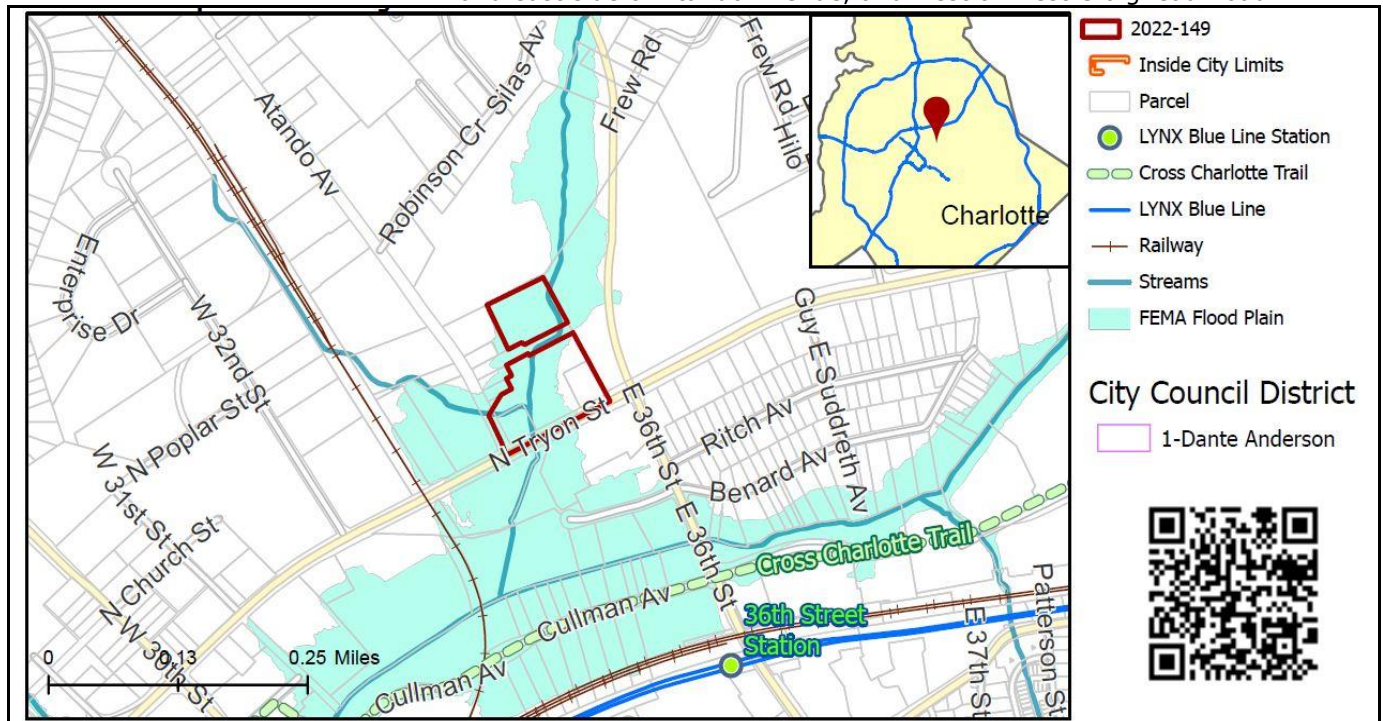 Atando Av
Robinson Cr
Silas Av
Frew Rd
Frew Rd
Hilo
Charlotte
Enterprise Dr
W 32nd St
N Poplar St
W 31st St
N Church St
N
W 30th St
N Tryon St
E 36th St
E 36th St
Ritch Av
Guy E Suddreth Av
Benard Av
Cross Charlotte Trail
Cullman Av
Cullman Av
36th Street
Station
E 37th St
Patterson St
0
0.13
0.25 Miles
2022-149
Inside City Limits
Parcel
LYNX Blue Line Station
Cross Charlotte Trail
LYNX Blue Line
Railway
Streams
FEMA Flood Plain
City Council District
1-Dante Anderson